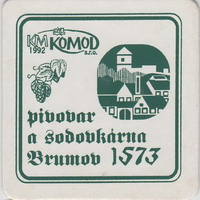 KM KOMOD
1992 s.r.o.
pivovar
a sodovkárna
Brumov 1573